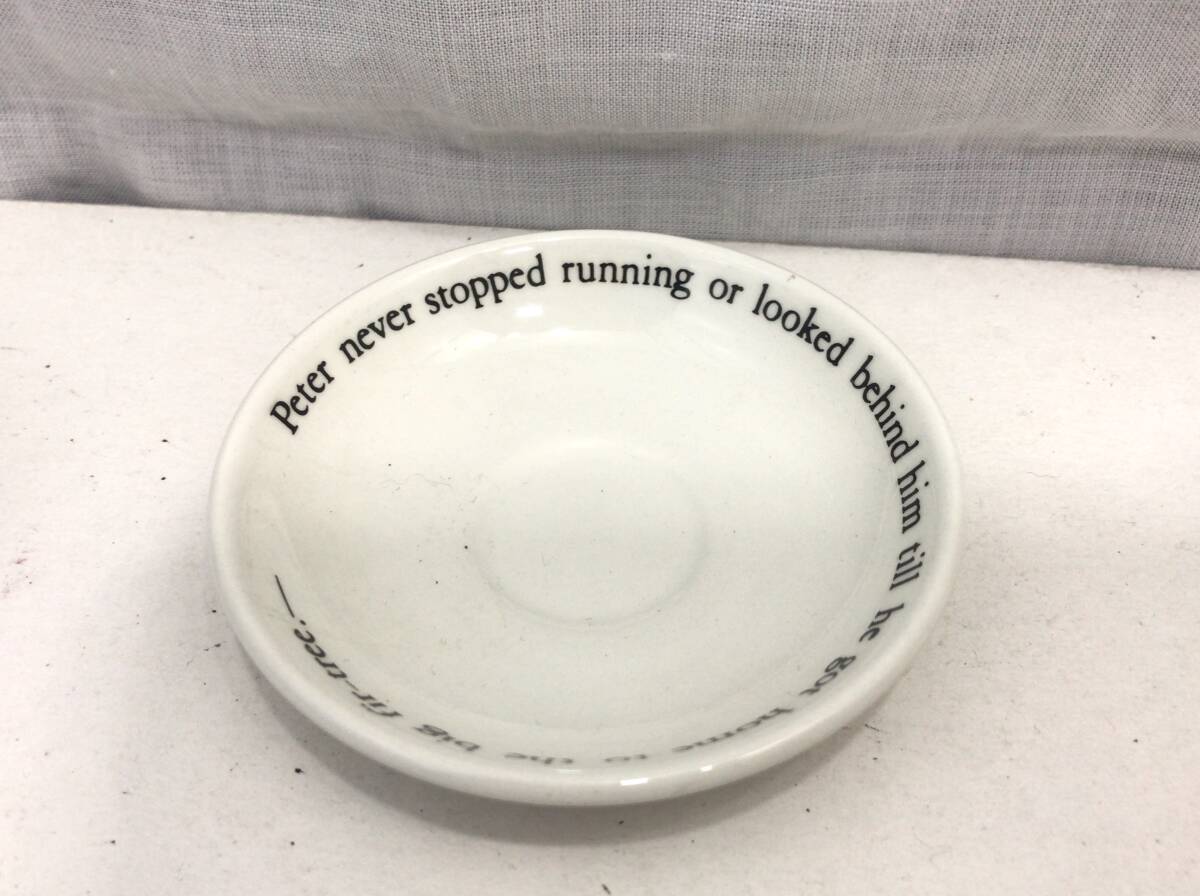 Peter never stopped running or looked behind him till he got home to the big fir-tree.—